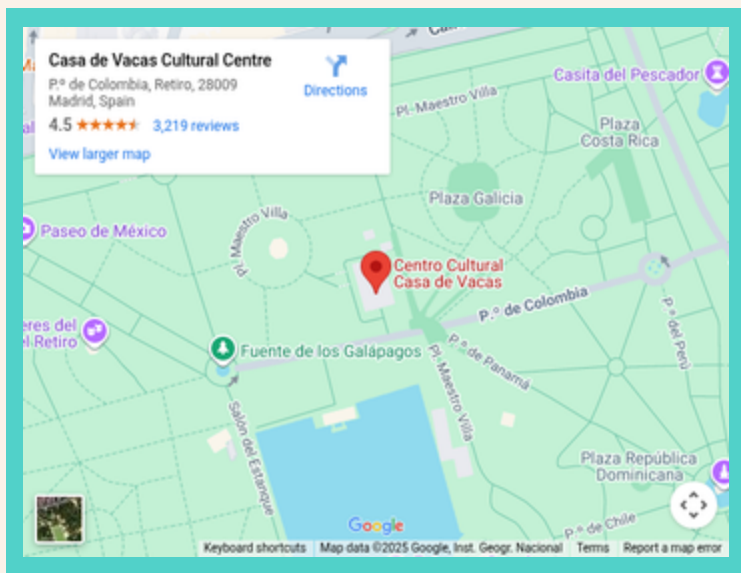 Casa de Vacas Cultural Centre
P.º de Colombia, Retiro, 28009
Madrid, Spain
4.5 3,219 reviews
View larger map
Directions
Pl. Maestro Villa
Casita del Pescador
Plaza
Costa Rica
Plaza Galicia
Paseo de México
Pl. Maestro Villa
Centro Cultural
Casa de Vacas
P.º de Colombia
P.º del Perú
eres del
el Retiro
Fuente de los Galápagos
P.º de Panamá
Pl. Maestro Villa
Salón del Estanque
Plaza República
Dominicana
P.º de Chile
Google
Keyboard shortcuts Map data ©2025 Google, Inst. Geogr. Nacional Terms Report a map error